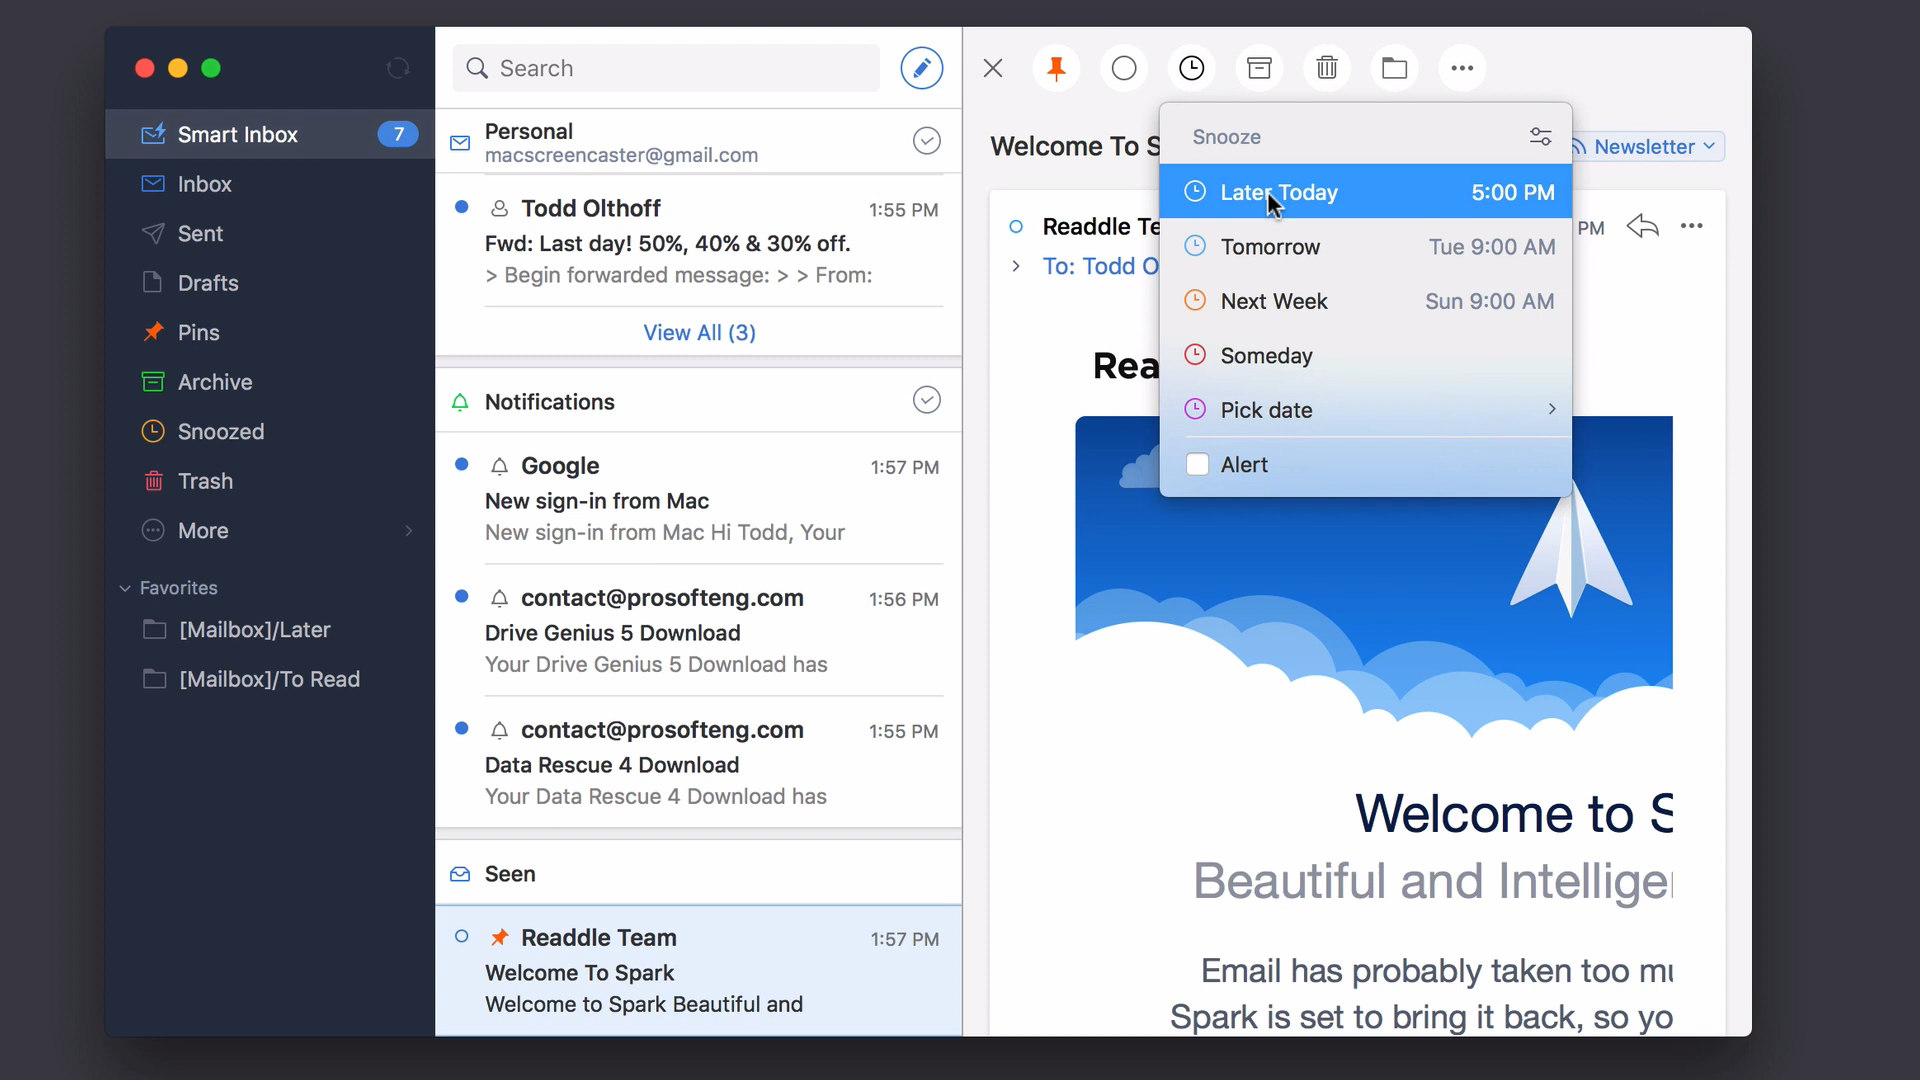 Smart Inbox 7
Inbox
Sent
Drafts
Pins
Archive
Snoozed
Trash
More
Favorites
[Mailbox]/Later
[Mailbox]/To Read
Search
Personal
macscreencaster@gmail.com
Todd Olthoff 1:55 PM
Fwd: Last day! 50%, 40% & 30% off.
> Begin forwarded message: > > From:
View All (3)
Notifications
Google 1:57 PM
New sign-in from Mac
New sign-in from Mac Hi Todd, Your
contact@prosofteng.com 1:56 PM
Drive Genius 5 Download
Your Drive Genius 5 Download has
contact@prosofteng.com 1:55 PM
Data Rescue 4 Download
Your Data Rescue 4 Download has
Seen
Readdle Team 1:57 PM
Welcome To Spark
Welcome to Spark Beautiful and
Welcome To S
Newsletter
Readdle Te
PM
To: Todd O
Snooze
Later Today 5:00 PM
Tomorrow Tue 9:00 AM
Next Week Sun 9:00 AM
Someday
Pick date
Alert
Rea
Welcome to S
Beautiful and Intelliger
Email has probably taken too mu
Spark is set to bring it back, so yo